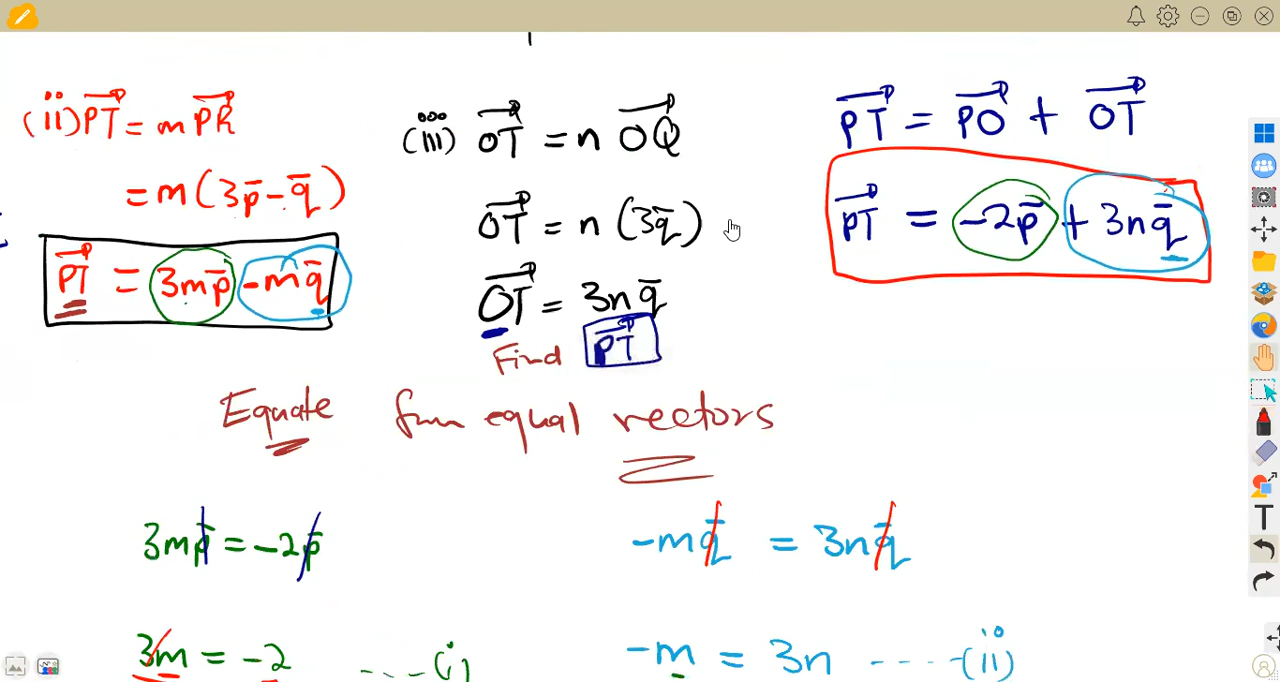 (ii) PT = m PR
= m (3p̄ - q̄)
PT = 3mp̄ - mq̄
(iii) OT = n OQ
OT = n (3q̄)
OT = 3nq̄
Find PT
PT = PO + OT
PT = -2p̄ + 3nq̄
Equate equal vectors
3mp̄ = -2p̄
-mq̄ = 3nq̄
3m = -2 ----(i)
-m = 3n ----(ii)
T